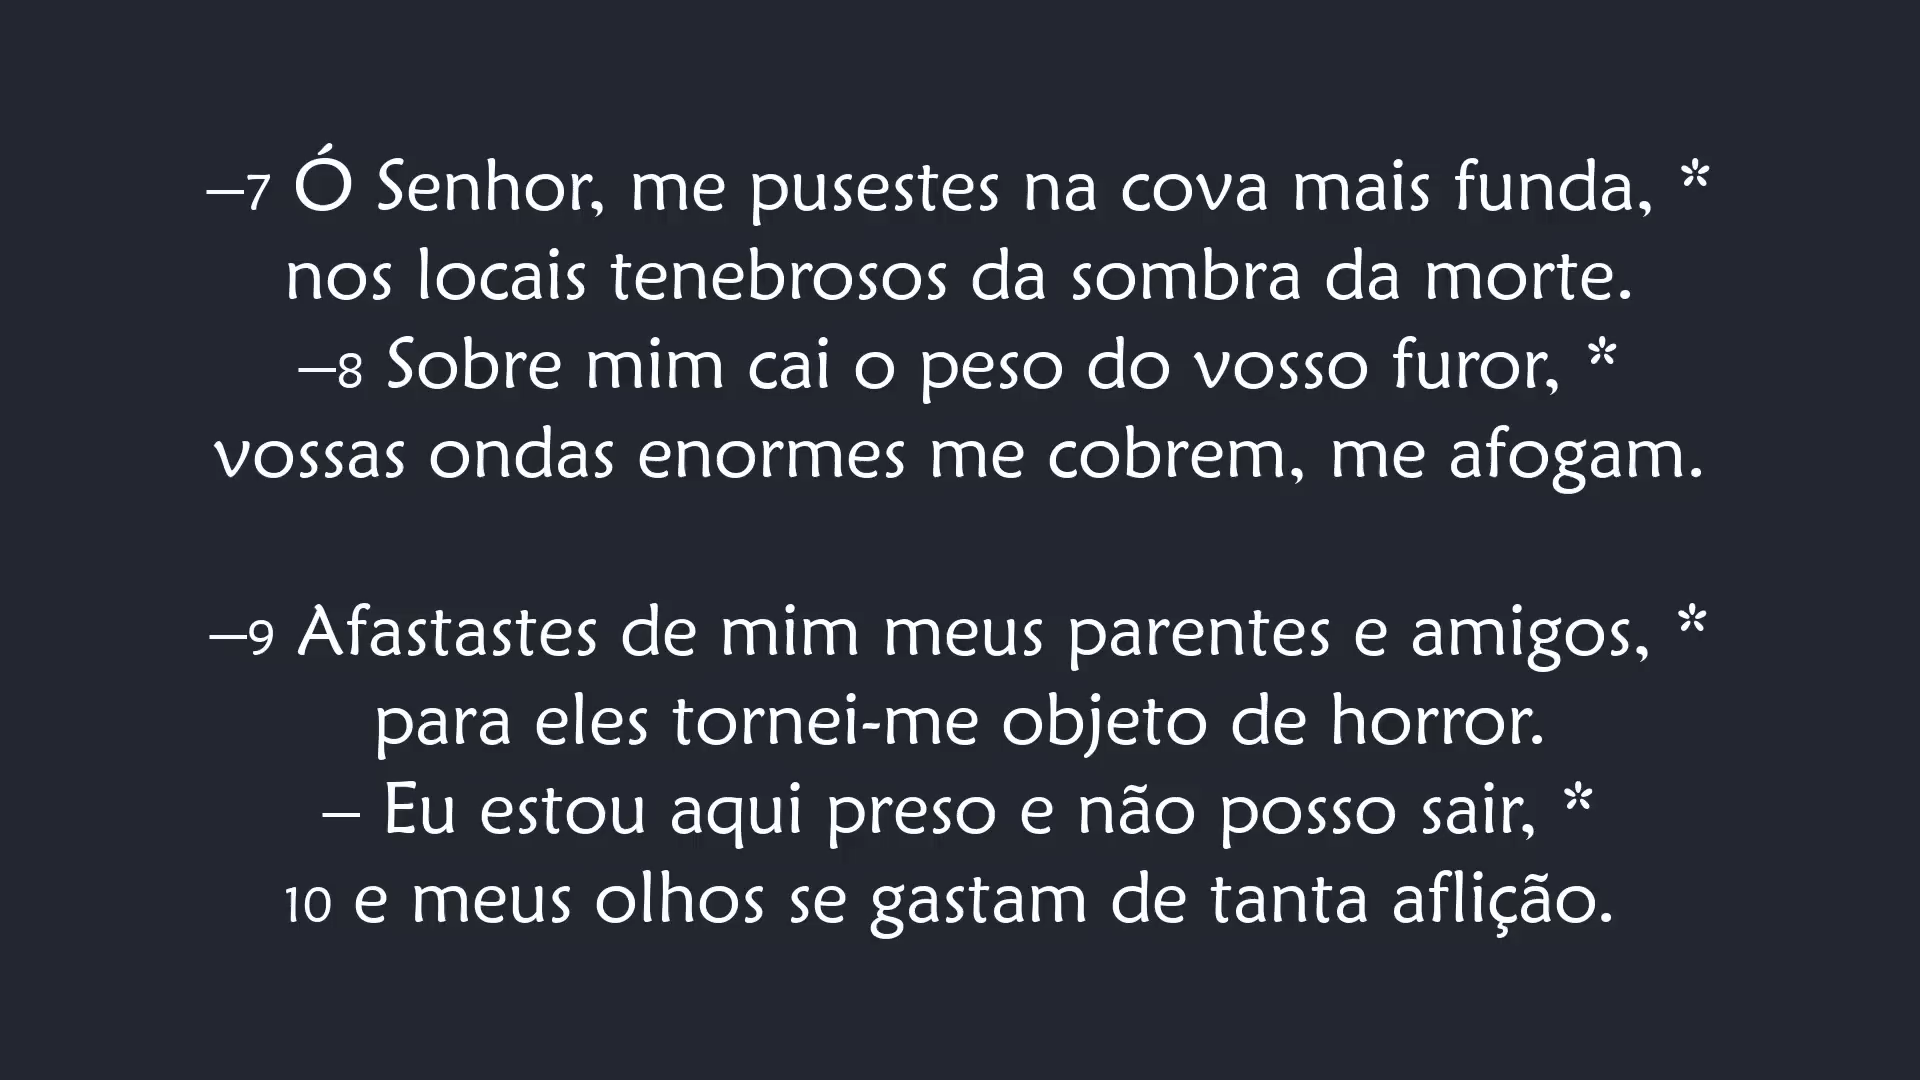 –7 Ó Senhor, me pusestes na cova mais funda, *
nos locais tenebrosos da sombra da morte.
–8 Sobre mim cai o peso do vosso furor, *
vossas ondas enormes me cobrem, me afogam.
–9 Afastastes de mim meus parentes e amigos, *
para eles tornei-me objeto de horror.
– Eu estou aqui preso e não posso sair, *
10 e meus olhos se gastam de tanta aflição.